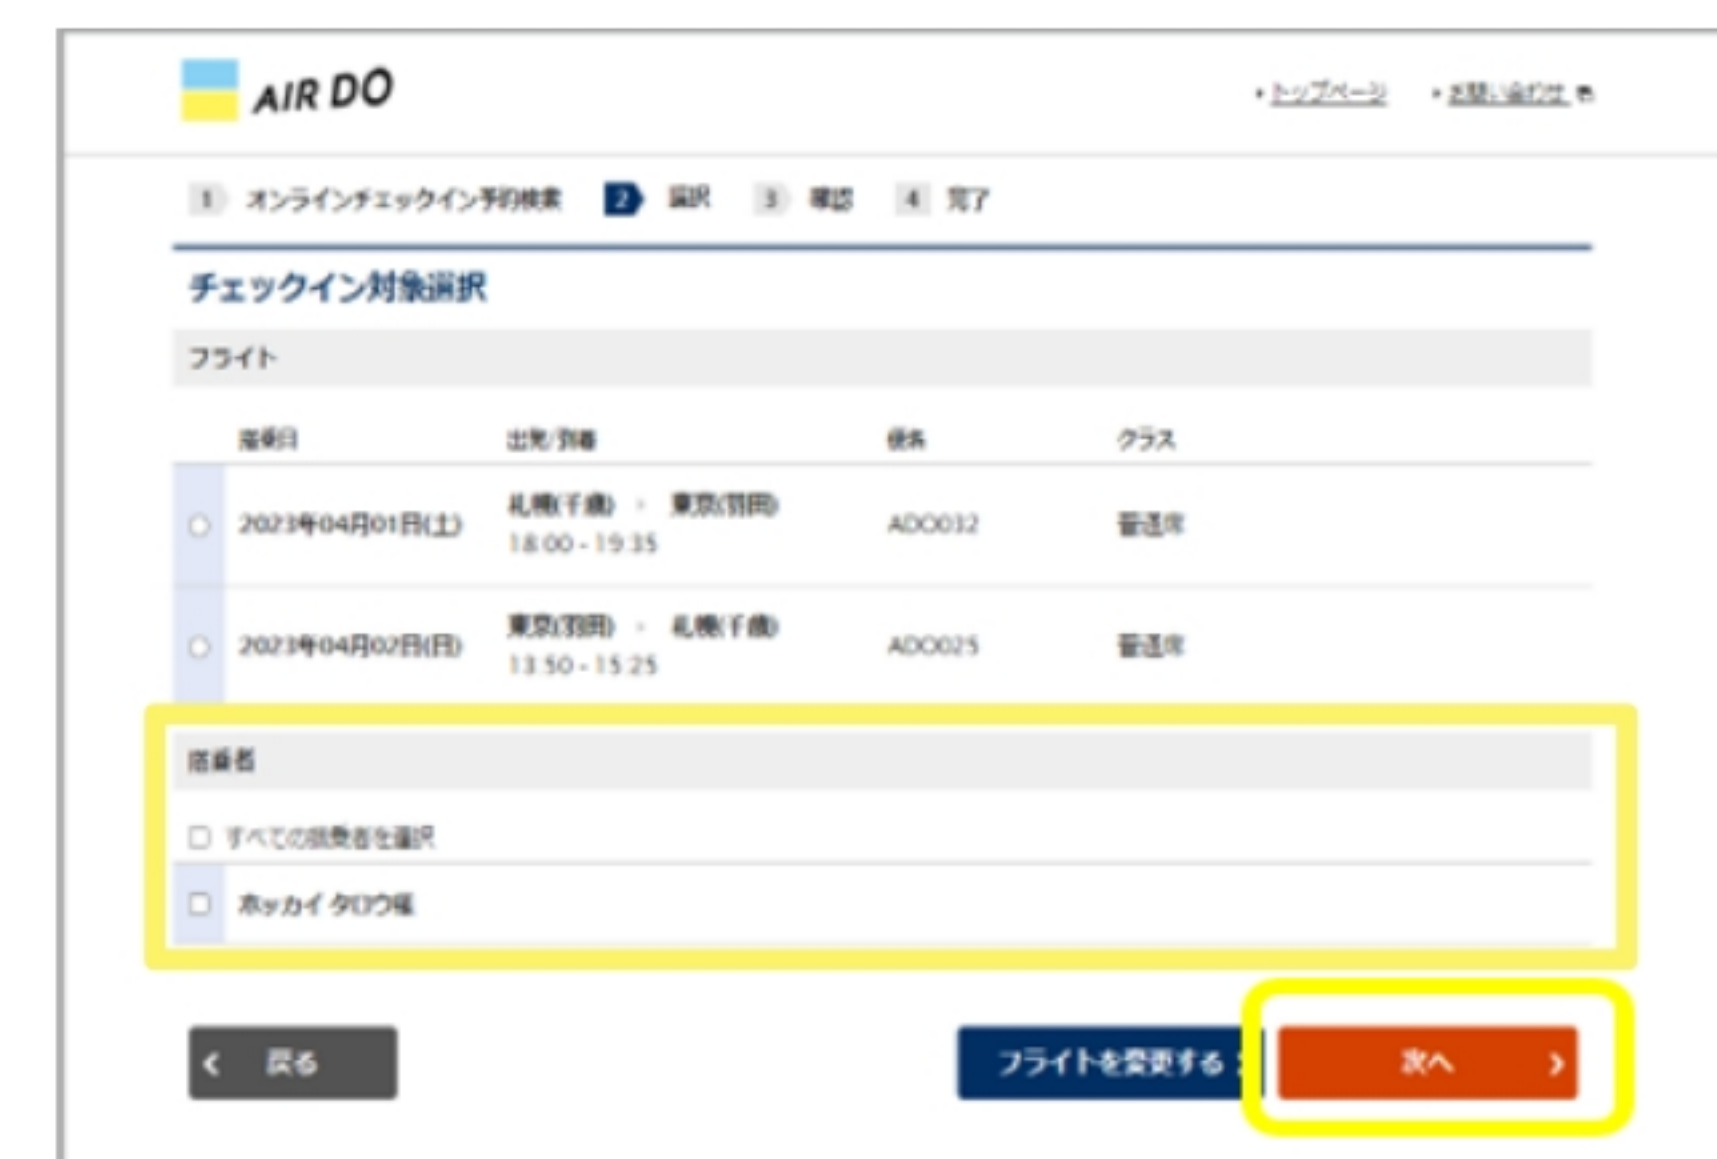 AIR DO
トップページ お問い合わせ
1 オンラインチェックイン予約検索 2 選択 3 確認 4 完了
チェックイン対象選択
フライト
搭乗日 出発/到着 便名 クラス
2023年04月01日(土) 札幌(千歳) 東京(羽田) ADO032 普通席
18:00 - 19:35
2023年04月02日(日) 東京(羽田) 札幌(千歳) ADO025 普通席
13:50 - 15:25
搭乗者
すべての搭乗者を選択
ホッカイ タロウ様
戻る フライトを変更する 次へ